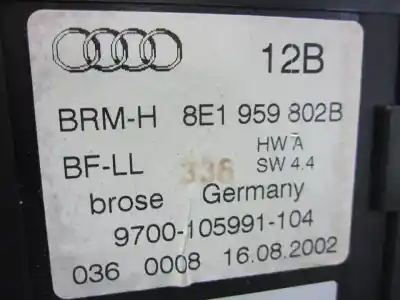 12B
BRM-H 8E1 959 802B
BF-LL 336 HW A
SW 4.4
brose Germany
9700-105991-104
036 0008 16.08.2002